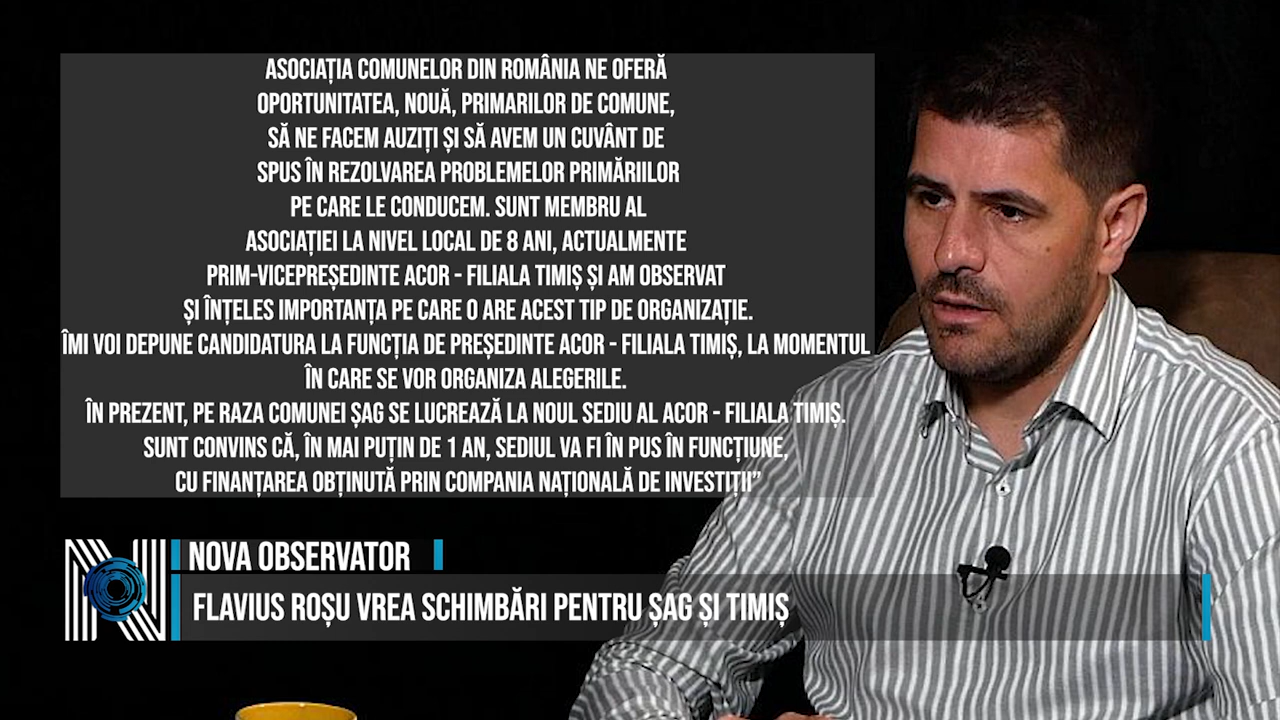 ASOCIAȚIA COMUNELOR DIN ROMÂNIA NE OFERĂ
OPORTUNITATEA, NOUĂ, PRIMARILOR DE COMUNE,
SĂ NE FACEM AUZIȚI ȘI SĂ AVEM UN CUVÂNT DE
SPUS ÎN REZOLVAREA PROBLEMELOR PRIMĂRIILOR
PE CARE LE CONDUCEM. SUNT MEMBRU AL
ASOCIAȚIEI LA NIVEL LOCAL DE 8 ANI, ACTUALMENTE
PRIM-VICEPREȘEDINTE ACOR - FILIALA TIMIȘ ȘI AM OBSERVAT
ȘI ÎNȚELES IMPORTANȚA PE CARE O ARE ACEST TIP DE ORGANIZAȚIE.
ÎMI VOI DEPUNE CANDIDATURA LA FUNCȚIA DE PREȘEDINTE ACOR - FILIALA TIMIȘ, LA MOMENTUL
ÎN CARE SE VOR ORGANIZA ALEGERILE.
ÎN PREZENT, PE RAZA COMUNEI ȘAG SE LUCREAZĂ LA NOUL SEDIU AL ACOR - FILIALA TIMIȘ.
SUNT CONVINS CĂ, ÎN MAI PUȚIN DE 1 AN, SEDIUL VA FI ÎN PUS ÎN FUNCȚIUNE,
CU FINANȚAREA OBȚINUTĂ PRIN COMPANIA NAȚIONALĂ DE INVESTIȚII”
NOVA OBSERVATOR
FLAVIUS ROȘU VREA SCHIMBĂRI PENTRU ȘAG ȘI TIMIȘ